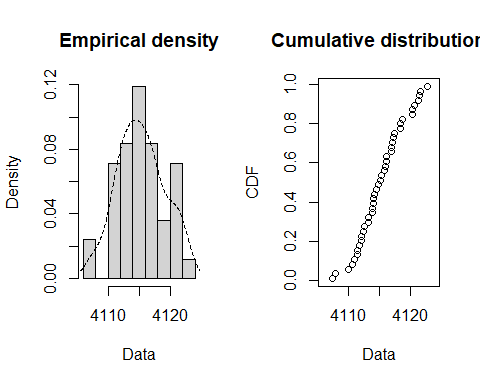 Empirical density
Density
0.00
0.04
0.08
0.12
4110
4120
Data
Cumulative distribution
CDF
0.0
0.2
0.4
0.6
0.8
1.0
4110
4120
Data